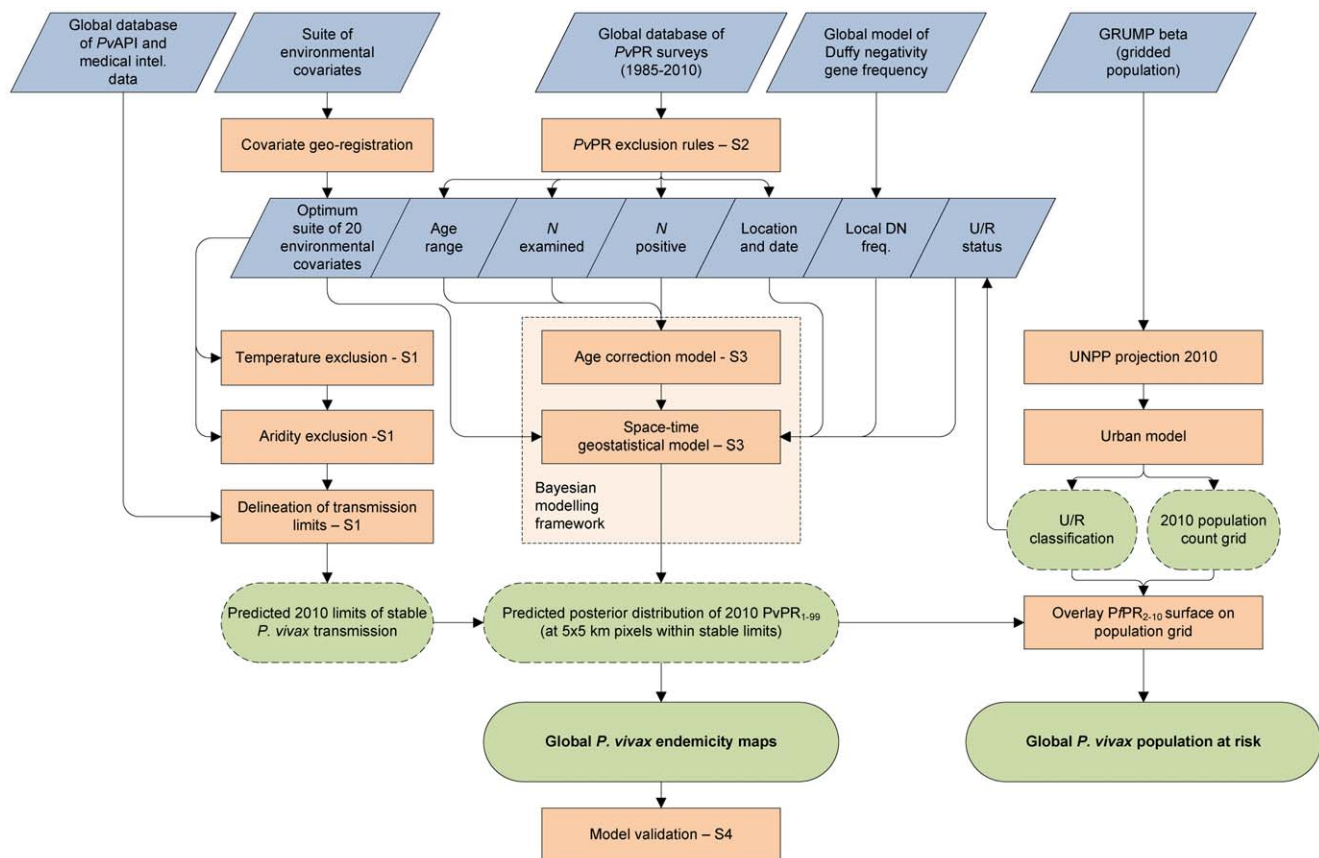 Global database
of PvAPI and
medical intel.
data
Suite of
environmental
covariates
Global database of
PvPR surveys
(1985-2010)
Global model of
Duffy negativity
gene frequency
GRUMP beta
(gridded
population)
Covariate geo-registration
PvPR exclusion rules – S2
Optimum
suite of 20
environmental
covariates
Age
range
N
examined
N
positive
Location
and date
Local DN
freq.
U/R
status
Temperature exclusion - S1
Age correction model - S3
UNPP projection 2010
Aridity exclusion -S1
Space-time
geostatistical model – S3
Urban model
Delineation of transmission
limits – S1
Bayesian
modelling
framework
U/R
classification
2010 population
count grid
Predicted 2010 limits of stable
P. vivax transmission
Predicted posterior distribution of 2010 PvPR1-99
(at 5x5 km pixels within stable limits)
Overlay PfPR2-10 surface on
population grid
Global P. vivax endemicity maps
Global P. vivax population at risk
Model validation – S4